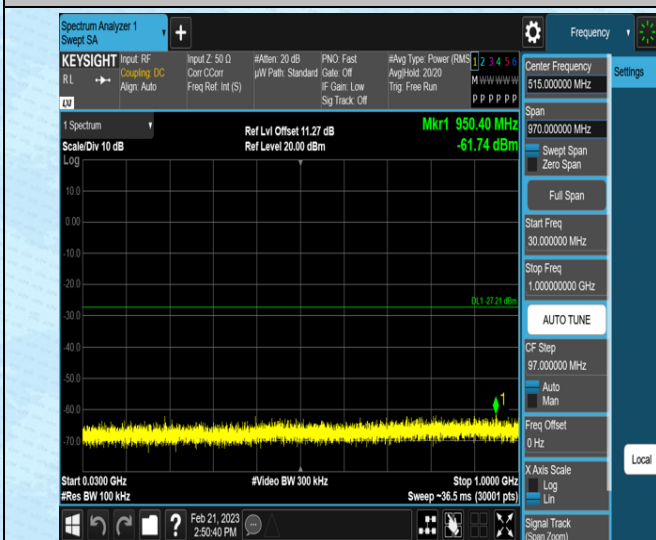 Spectrum Analyzer 1
Swept SA
+
Frequency
KEYSIGHT
RL
LXI
Input: RF
Coupling: DC
Align: Auto
Input Z: 50 Ω
Corr CCorr
Freq Ref: Int (S)
#Atten: 20 dB
µW Path: Standard
PNO: Fast
Gate: Off
IF Gain: Low
Sig Track: Off
#Avg Type: Power (RMS
Avg|Hold: 20/20
Trig: Free Run
1 2 3 4 5 6
M W W W W W
P P P P P P
1 Spectrum
Scale/Div 10 dB
Log
Ref Lvl Offset 11.27 dB
Ref Level 20.00 dBm
Mkr1 950.40 MHz
-61.74 dBm
10.0
0.00
-10.0
-20.0
-30.0
-40.0
-50.0
-60.0
-70.0
DL1 -27.21 dBm
1
Start 0.0300 GHz
#Res BW 100 kHz
#Video BW 300 kHz
Stop 1.0000 GHz
Sweep ~36.5 ms (30001 pts)
Center Frequency
515.000000 MHz
Settings
Span
970.000000 MHz
Swept Span
Zero Span
Full Span
Start Freq
30.000000 MHz
Stop Freq
1.000000000 GHz
AUTO TUNE
CF Step
97.000000 MHz
Auto
Man
Freq Offset
0 Hz
X Axis Scale
Log
Lin
Local
Signal Track
(Span Zoom)
?
Feb 21, 2023
2:50:40 PM